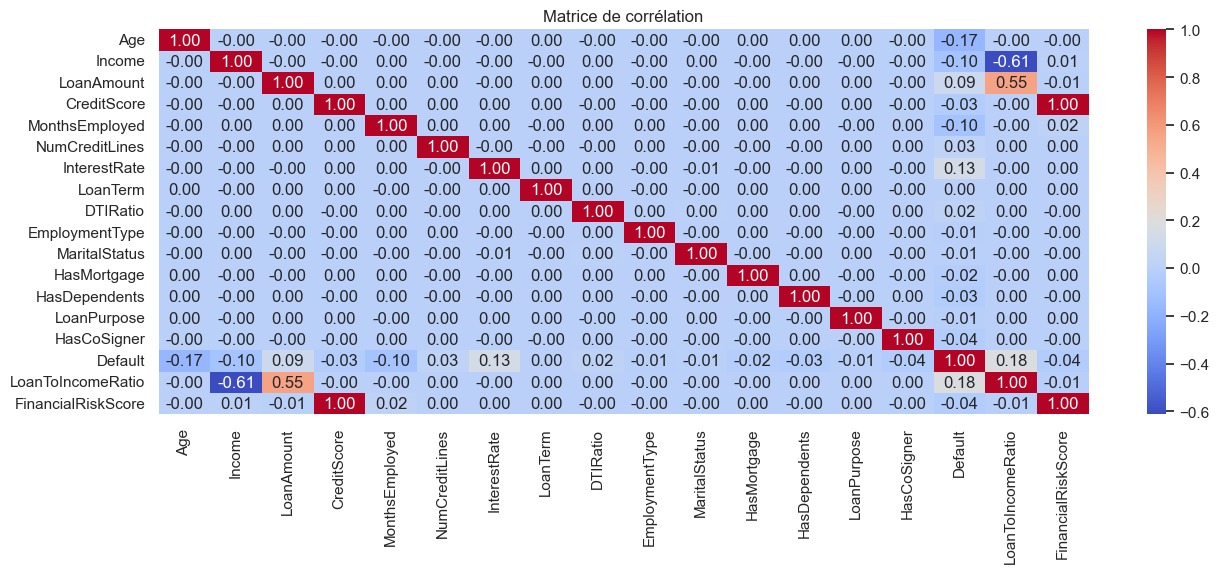 Matrice de corrélation
Age 1.00 -0.00 -0.00 -0.00 -0.00 -0.00 -0.00 0.00 -0.00 -0.00 -0.00 0.00 0.00 0.00 -0.00 -0.17 -0.00 -0.00
Income -0.00 1.00 -0.00 -0.00 0.00 -0.00 -0.00 -0.00 0.00 -0.00 0.00 -0.00 -0.00 -0.00 -0.00 -0.10 -0.61 0.01
LoanAmount -0.00 -0.00 1.00 0.00 0.00 0.00 -0.00 0.00 0.00 -0.00 -0.00 -0.00 -0.00 -0.00 -0.00 0.09 0.55 -0.01
CreditScore -0.00 -0.00 0.00 1.00 0.00 0.00 0.00 0.00 -0.00 -0.00 0.00 0.00 0.00 0.00 -0.00 -0.03 -0.00 1.00
MonthsEmployed -0.00 0.00 0.00 0.00 1.00 0.00 0.00 -0.00 0.00 -0.00 0.00 -0.00 -0.00 -0.00 0.00 -0.10 -0.00 0.02
NumCreditLines -0.00 -0.00 0.00 0.00 0.00 1.00 -0.00 -0.00 -0.00 0.00 0.00 0.00 0.00 -0.00 -0.00 0.03 -0.00 0.00
InterestRate -0.00 -0.00 -0.00 0.00 0.00 -0.00 1.00 0.00 0.00 -0.00 -0.01 -0.00 -0.00 -0.00 0.00 0.13 -0.00 0.00
LoanTerm 0.00 -0.00 0.00 0.00 -0.00 -0.00 0.00 1.00 0.00 -0.00 0.00 0.00 0.00 0.00 -0.00 0.00 0.00 0.00
DTIRatio -0.00 0.00 0.00 -0.00 0.00 -0.00 0.00 0.00 1.00 0.00 0.00 -0.00 0.00 -0.00 0.00 0.02 0.00 -0.00
EmploymentType -0.00 -0.00 -0.00 -0.00 -0.00 0.00 -0.00 -0.00 0.00 1.00 -0.00 0.00 -0.00 -0.00 -0.00 -0.01 -0.00 -0.00
MaritalStatus -0.00 0.00 -0.00 0.00 0.00 0.00 -0.01 0.00 0.00 -0.00 1.00 -0.00 0.00 -0.00 -0.00 -0.01 -0.00 0.00
HasMortgage 0.00 -0.00 -0.00 0.00 -0.00 0.00 -0.00 0.00 -0.00 0.00 -0.00 1.00 0.00 -0.00 -0.00 -0.02 -0.00 0.00
HasDependents 0.00 -0.00 -0.00 0.00 -0.00 0.00 -0.00 0.00 0.00 -0.00 0.00 0.00 1.00 -0.00 0.00 -0.03 0.00 0.00
LoanPurpose 0.00 -0.00 -0.00 0.00 -0.00 -0.00 -0.00 0.00 -0.00 -0.00 -0.00 -0.00 -0.00 1.00 -0.00 -0.01 0.00 0.00
HasCoSigner -0.00 -0.00 -0.00 -0.00 0.00 -0.00 0.00 -0.00 0.00 -0.00 -0.00 -0.00 0.00 -0.00 1.00 -0.04 0.00 -0.00
Default -0.17 -0.10 0.09 -0.03 -0.10 0.03 0.13 0.00 0.02 -0.01 -0.01 -0.02 -0.03 -0.01 -0.04 1.00 0.18 -0.04
LoanToIncomeRatio -0.00 -0.61 0.55 -0.00 -0.00 -0.00 -0.00 0.00 0.00 -0.00 -0.00 -0.00 0.00 0.00 0.00 0.18 1.00 -0.01
FinancialRiskScore -0.00 0.01 -0.01 1.00 0.02 0.00 0.00 0.00 -0.00 -0.00 0.00 0.00 0.00 0.00 -0.00 -0.04 -0.01 1.00
Age
Income
LoanAmount
CreditScore
MonthsEmployed
NumCreditLines
InterestRate
LoanTerm
DTIRatio
EmploymentType
MaritalStatus
HasMortgage
HasDependents
LoanPurpose
HasCoSigner
Default
LoanToIncomeRatio
FinancialRiskScore
1.0
0.8
0.6
0.4
0.2
0.0
−0.2
−0.4
−0.6